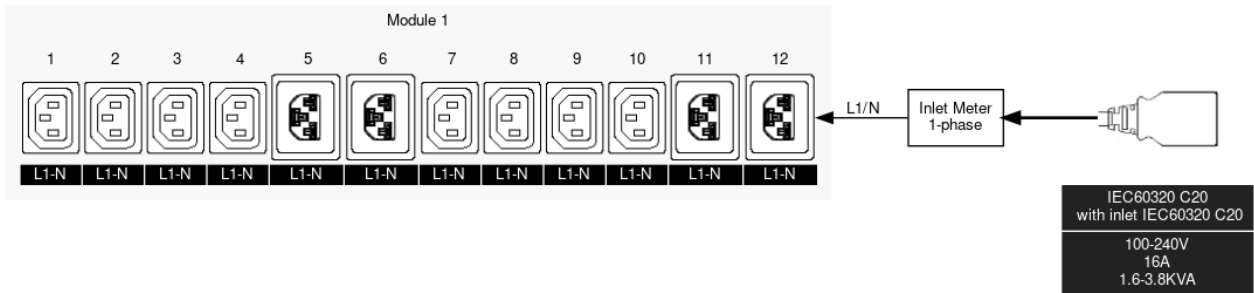 Module 1
1 2 3 4 5 6 7 8 9 10 11 12
L1-N L1-N L1-N L1-N L1-N L1-N L1-N L1-N L1-N L1-N L1-N L1-N
L1/N
Inlet Meter
1-phase
IEC60320 C20
with inlet IEC60320 C20
100-240V
16A
1.6-3.8KVA